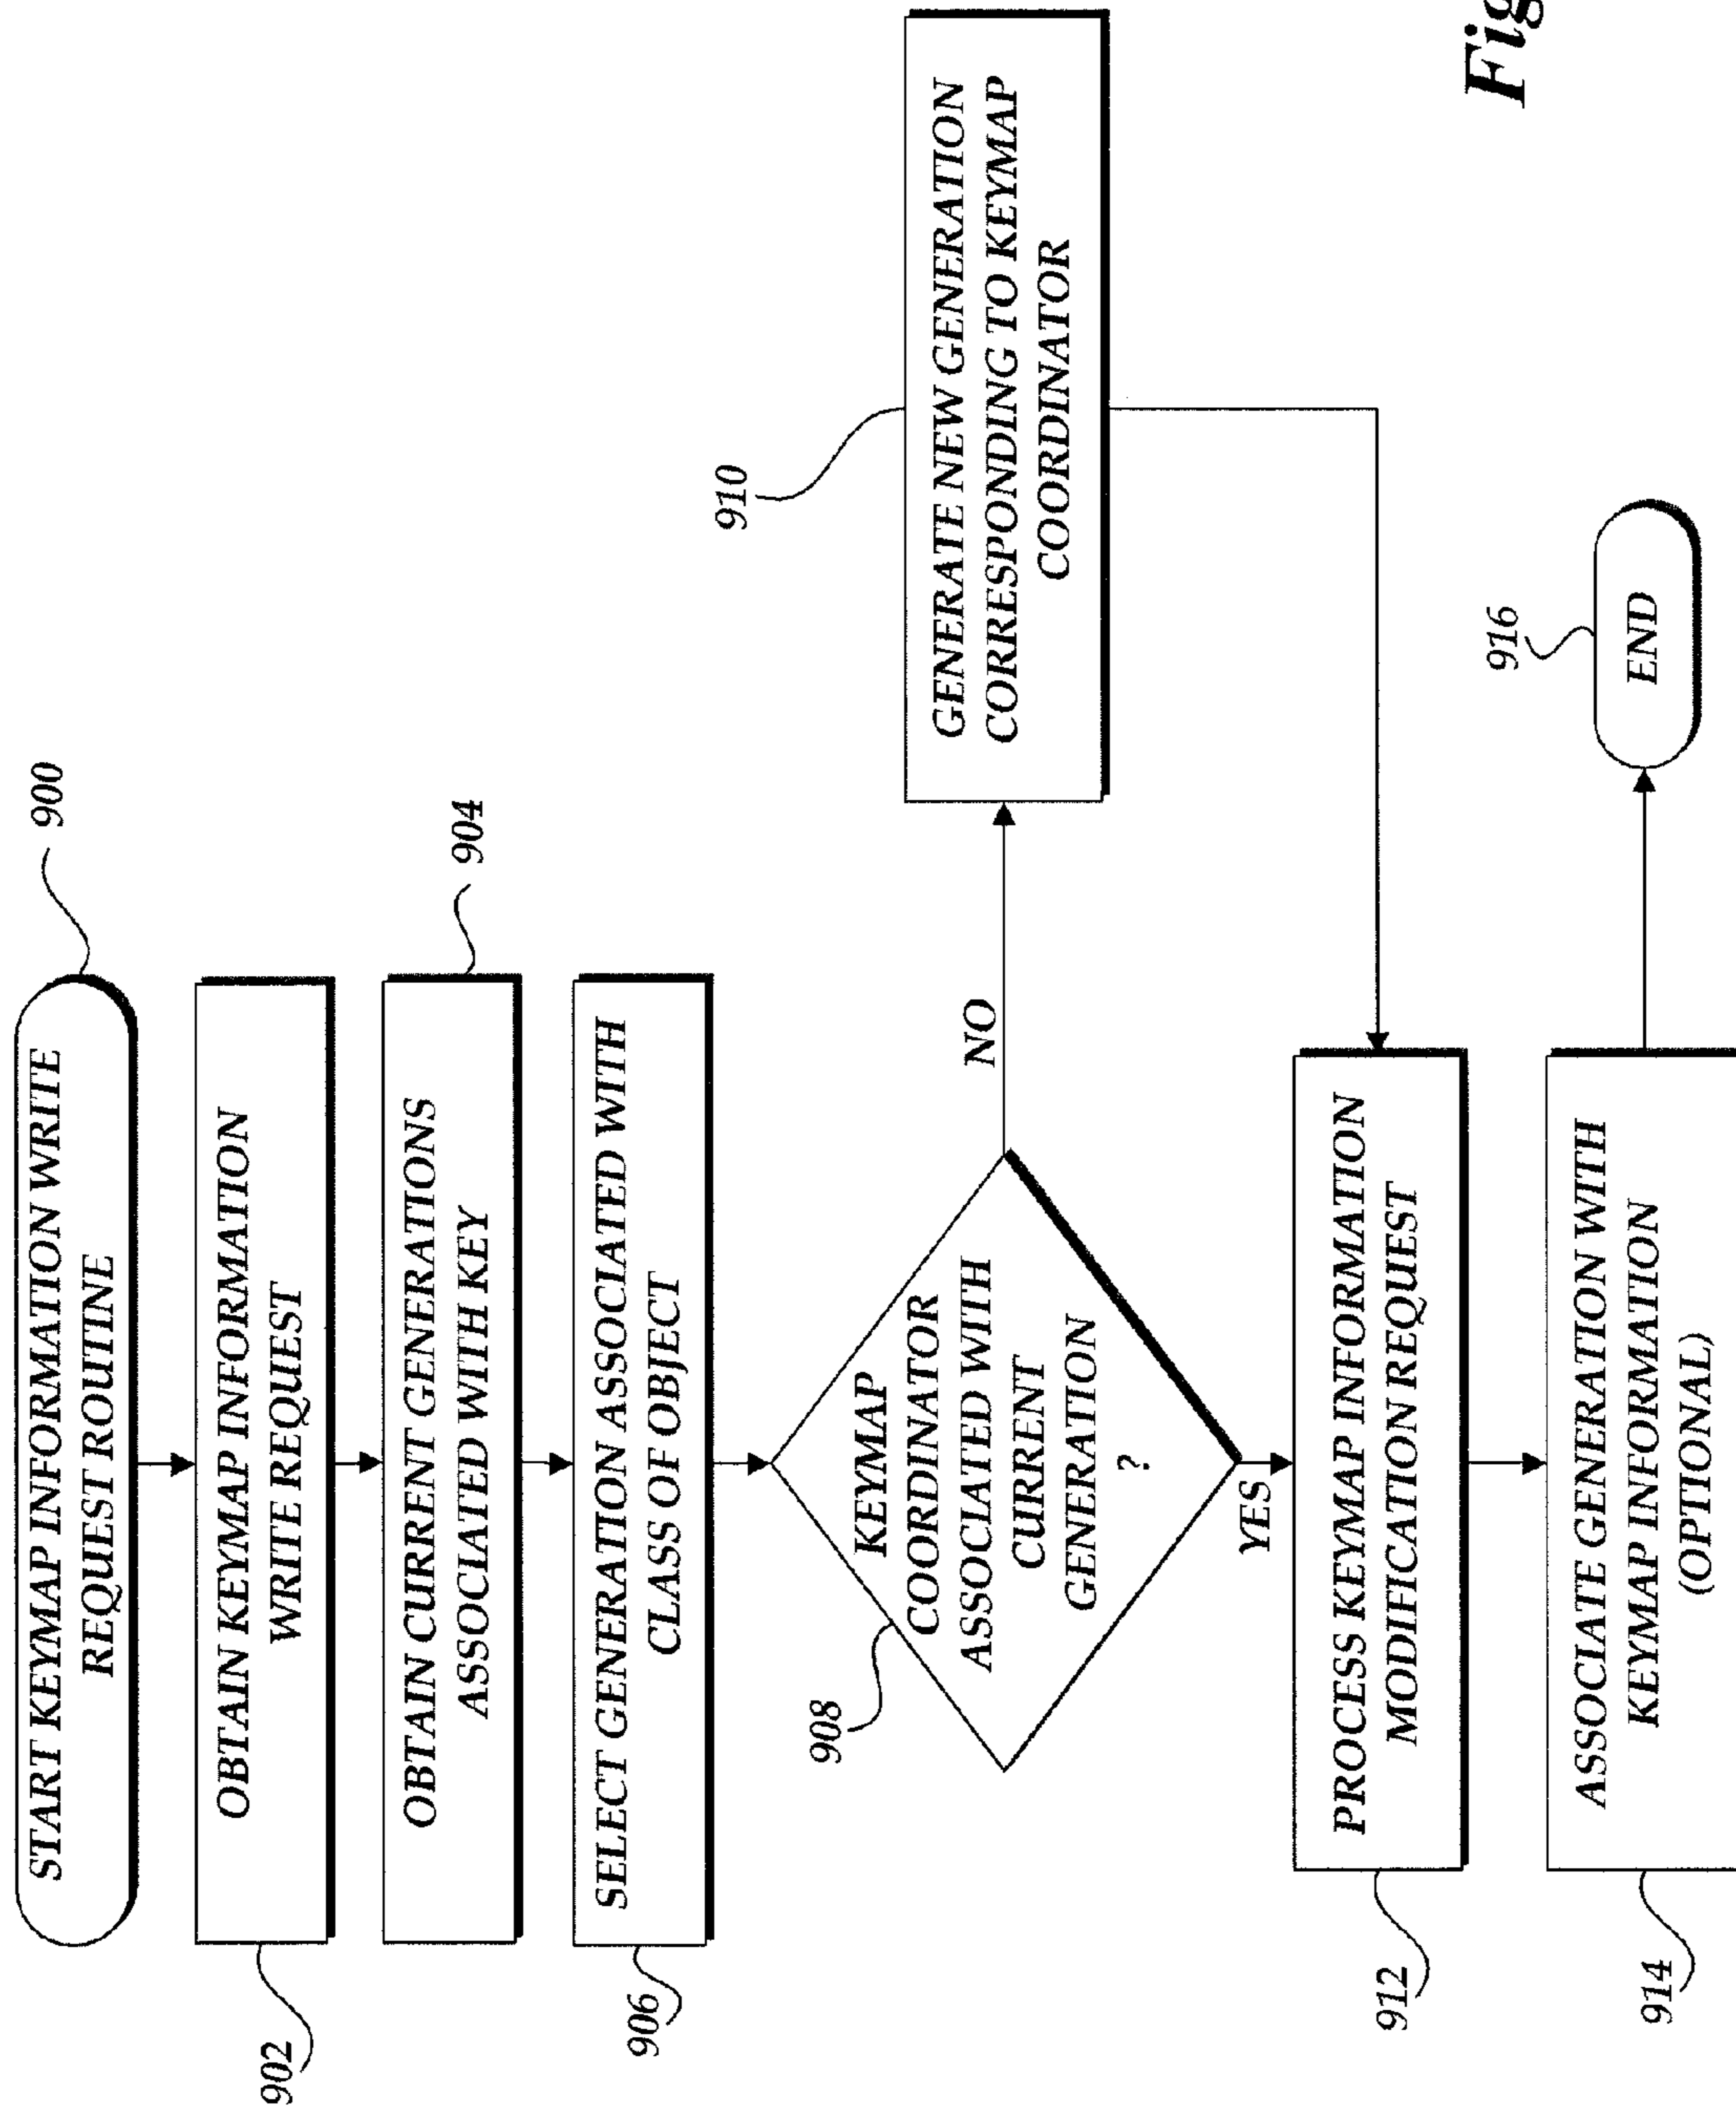 START KEYMAP INFORMATION WRITE
REQUEST ROUTINE
900
OBTAIN KEYMAP INFORMATION
WRITE REQUEST
902
OBTAIN CURRENT GENERATIONS
ASSOCIATED WITH KEY
904
SELECT GENERATION ASSOCIATED WITH
CLASS OF OBJECT
906
KEYMAP
COORDINATOR
ASSOCIATED WITH
CURRENT
GENERATION
?
908
NO
YES
GENERATE NEW GENERATION
CORRESPONDING TO KEYMAP
COORDINATOR
910
PROCESS KEYMAP INFORMATION
MODIFICATION REQUEST
912
ASSOCIATE GENERATION WITH
KEYMAP INFORMATION
(OPTIONAL)
914
END
916
Fig